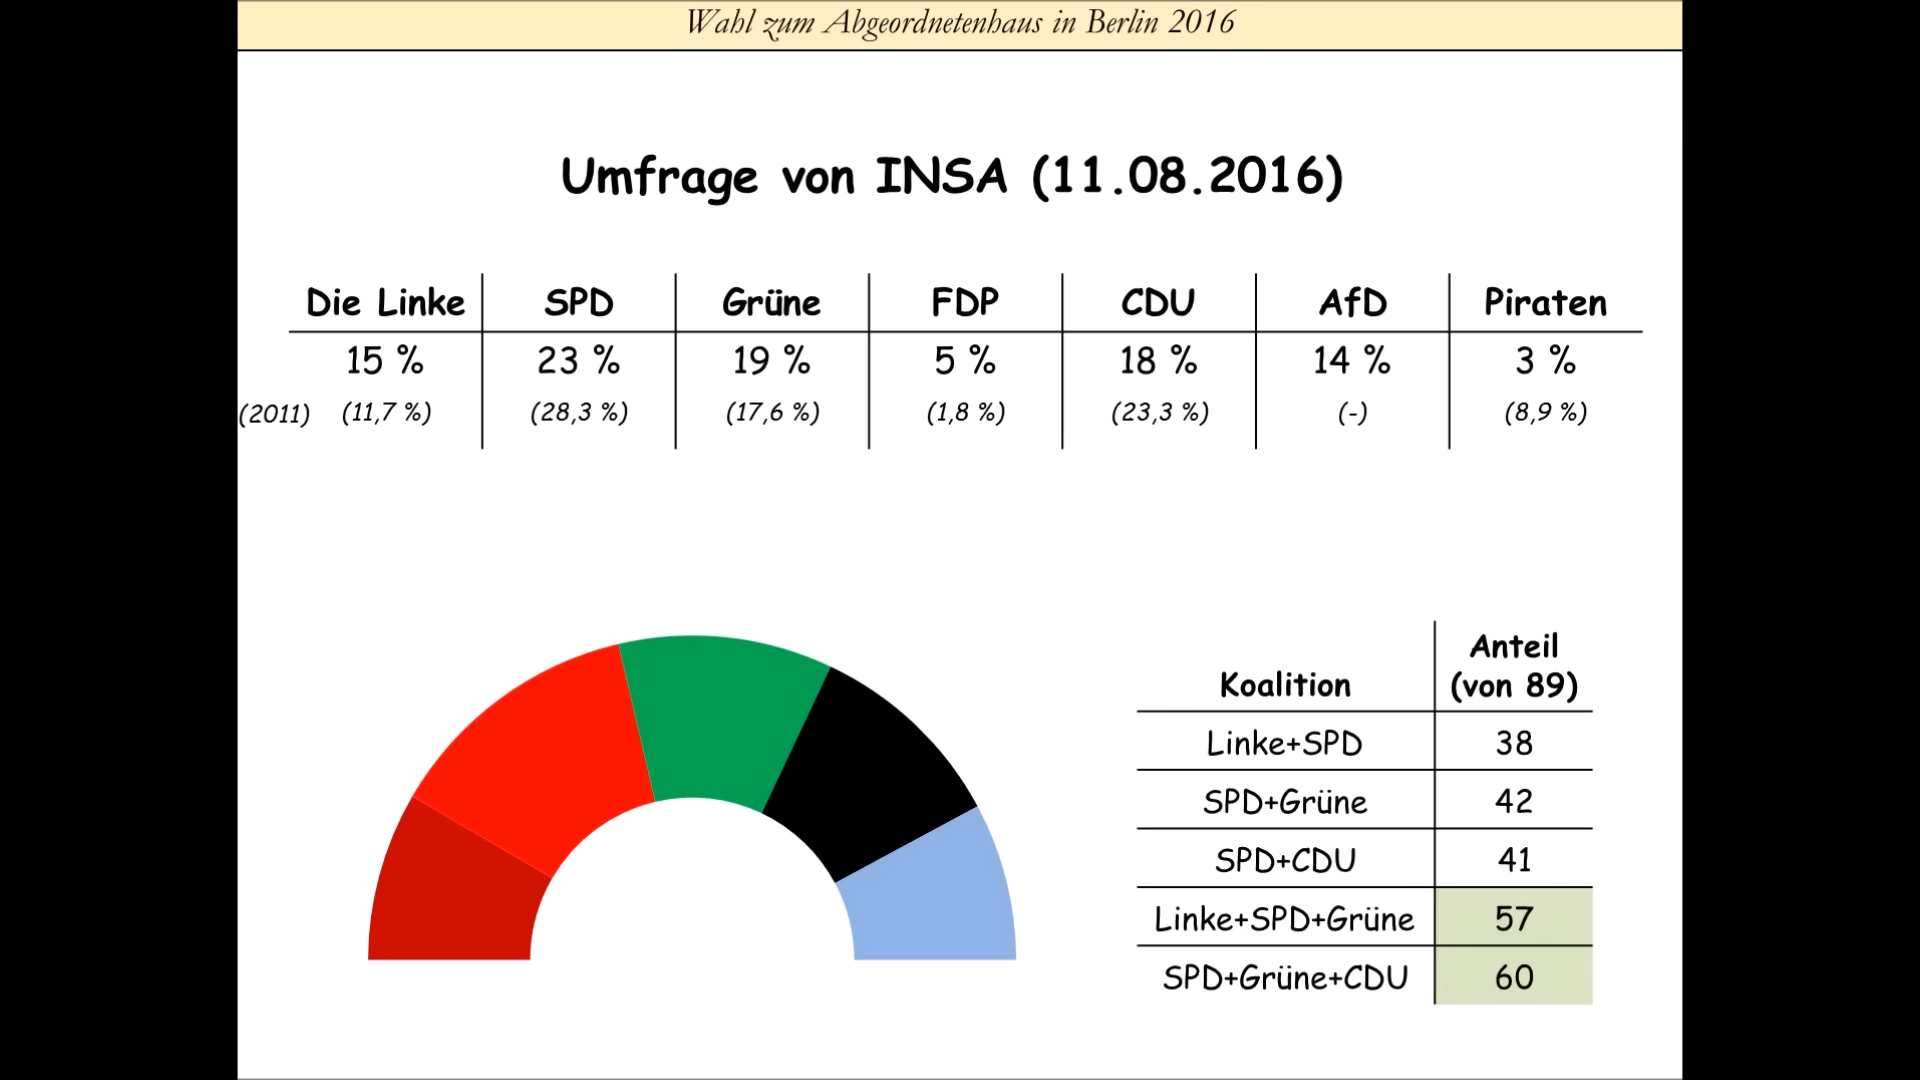 Wahl zum Abgeordnetenhaus in Berlin 2016
Umfrage von INSA (11.08.2016)
Die Linke SPD Grüne FDP CDU AfD Piraten
15 % 23 % 19 % 5 % 18 % 14 % 3 %
(2011) (11,7 %) (28,3 %) (17,6 %) (1,8 %) (23,3 %) (-) (8,9 %)
Koalition Anteil (von 89)
Linke+SPD 38
SPD+Grüne 42
SPD+CDU 41
Linke+SPD+Grüne 57
SPD+Grüne+CDU 60